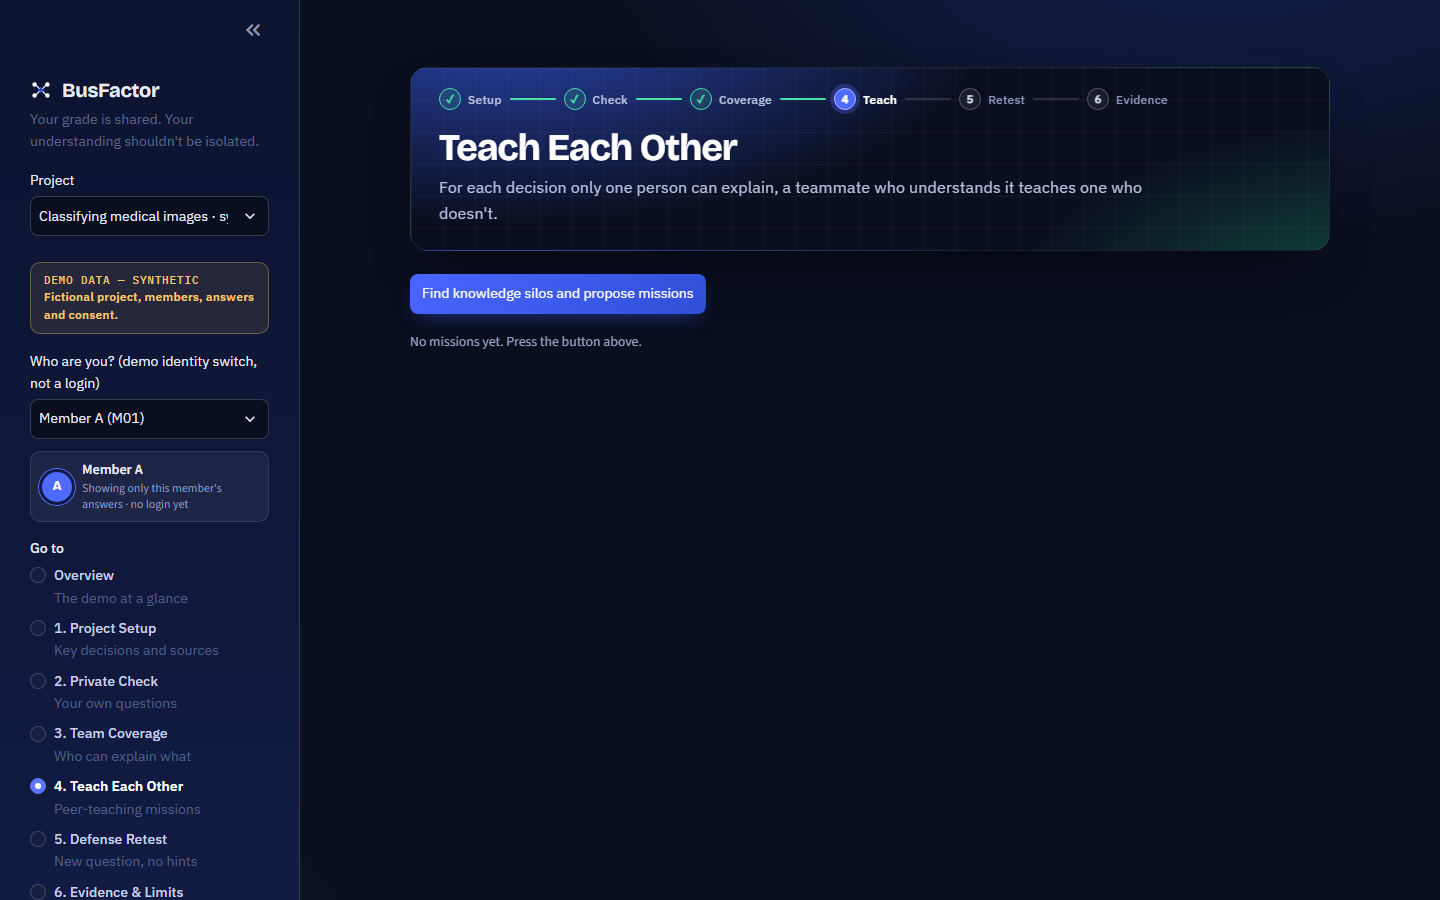 BusFactor
Your grade is shared. Your
understanding shouldn't be isolated.
Project
Classifying medical images · sy
DEMO DATA — SYNTHETIC
Fictional project, members, answers
and consent.
Who are you? (demo identity switch,
not a login)
Member A (M01)
A
Member A
Showing only this member's
answers · no login yet
Go to
Overview
The demo at a glance
1. Project Setup
Key decisions and sources
2. Private Check
Your own questions
3. Team Coverage
Who can explain what
4. Teach Each Other
Peer-teaching missions
5. Defense Retest
New question, no hints
6. Evidence & Limits
✓ Setup ✓ Check ✓ Coverage 4 Teach 5 Retest 6 Evidence
Teach Each Other
For each decision only one person can explain, a teammate who understands it teaches one who
doesn't.
Find knowledge silos and propose missions
No missions yet. Press the button above.